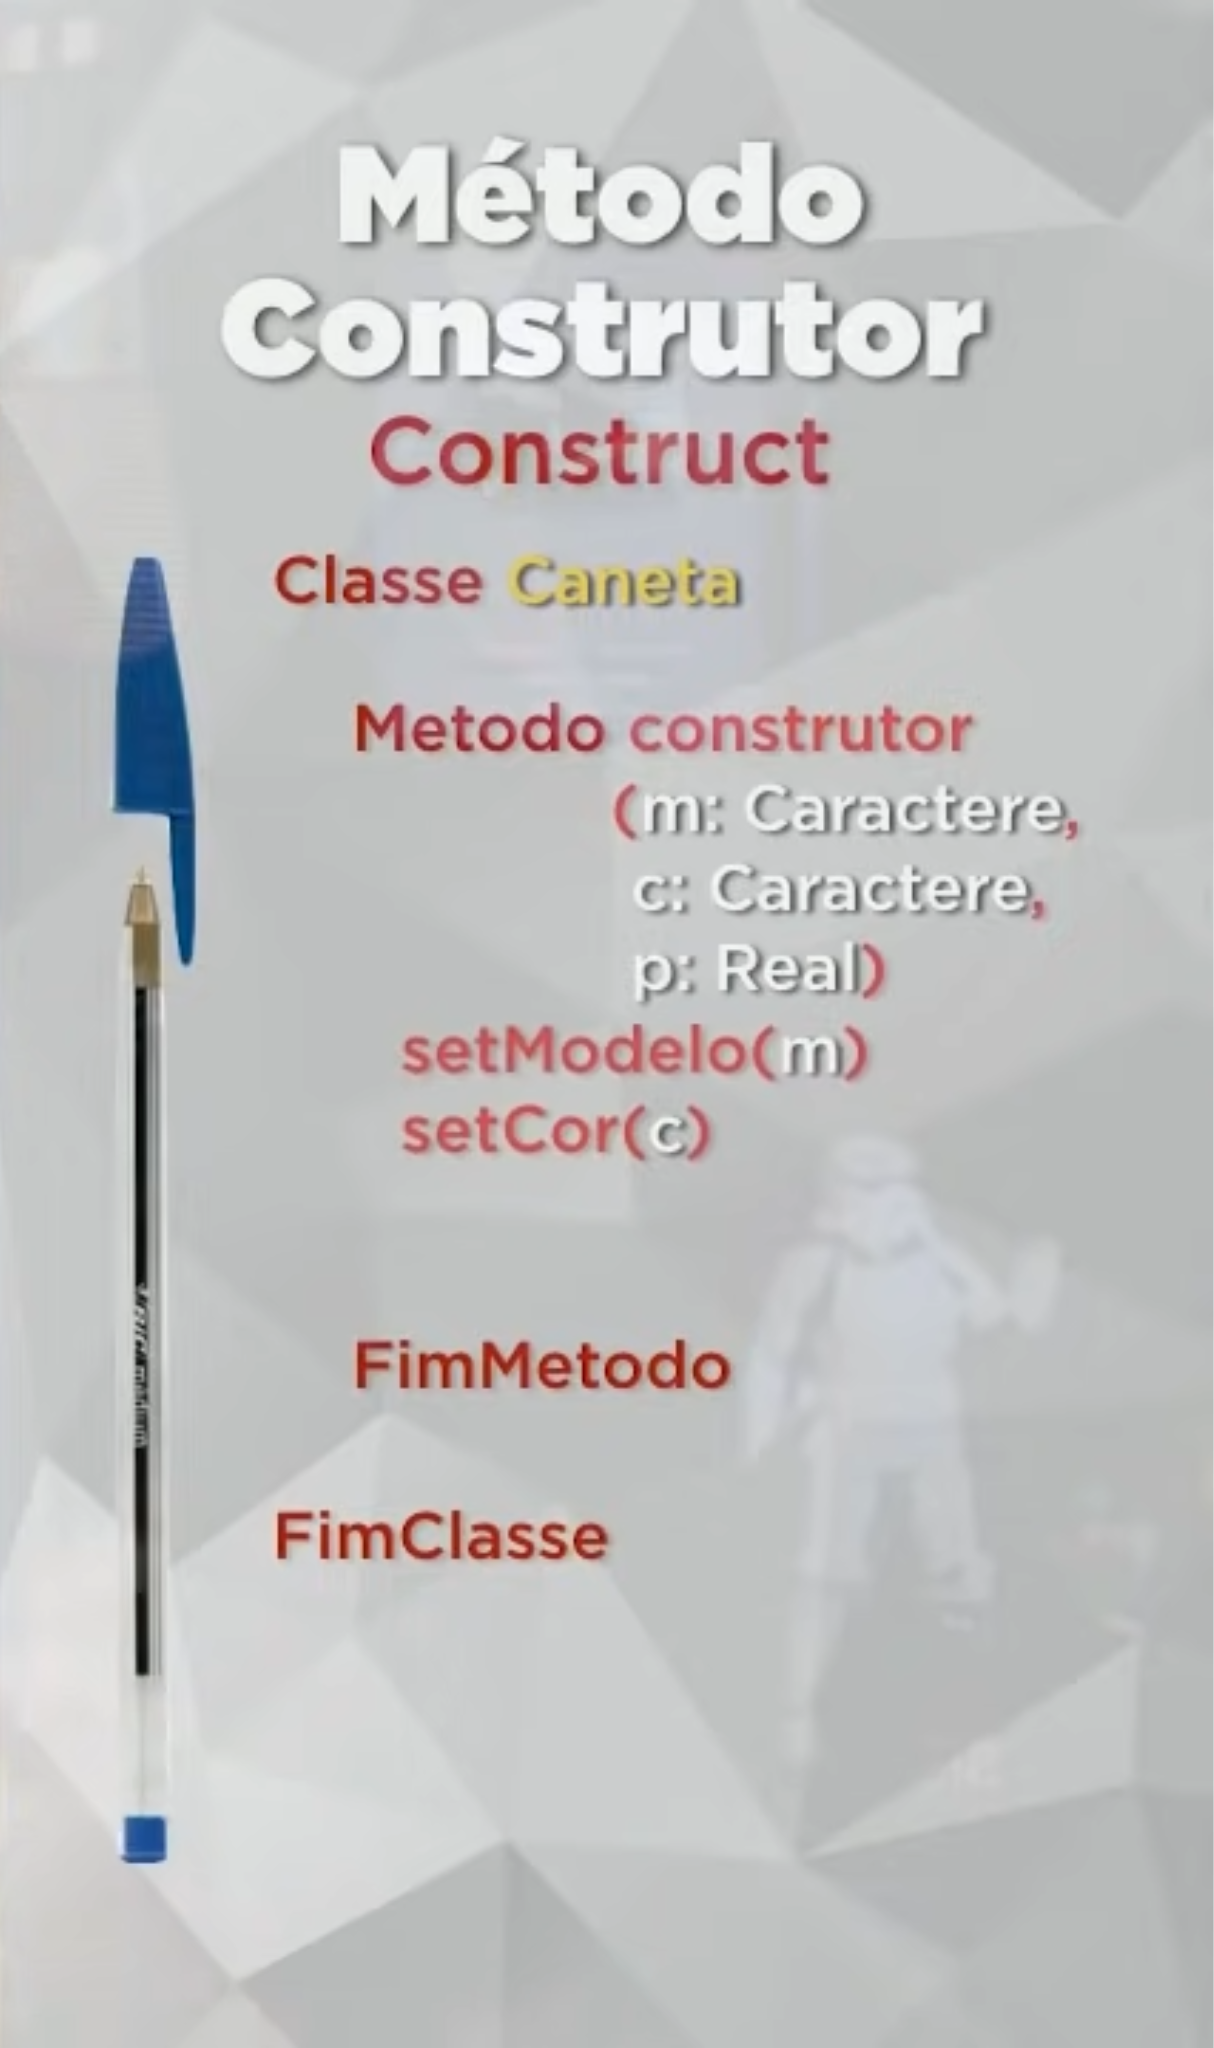 Método
Construtor
Construct
Classe Caneta
Metodo construtor
(m: Caractere,
c: Caractere,
p: Real)
setModelo(m)
setCor(c)
FimMetodo
FimClasse